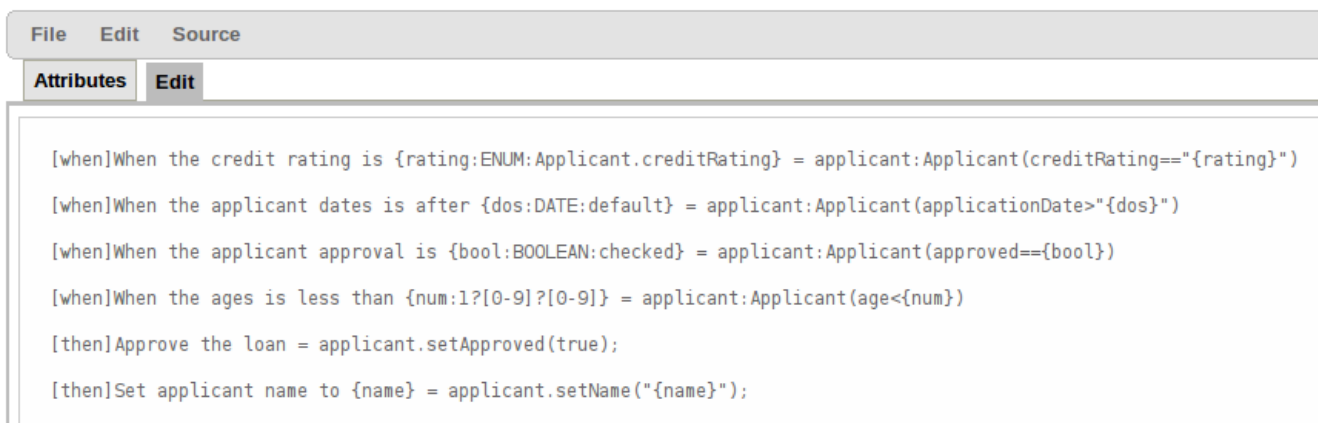 File Edit Source
Attributes Edit
[when]When the credit rating is {rating:ENUM:Applicant.creditRating} = applicant:Applicant(creditRating=="{rating}")
[when]When the applicant dates is after {dos:DATE:default} = applicant:Applicant(applicationDate>"{dos}")
[when]When the applicant approval is {bool:BOOLEAN:checked} = applicant:Applicant(approved=={bool})
[when]When the ages is less than {num:1?[0-9]?[0-9]} = applicant:Applicant(age<{num})
[then]Approve the loan = applicant.setApproved(true);
[then]Set applicant name to {name} = applicant.setName("{name}");